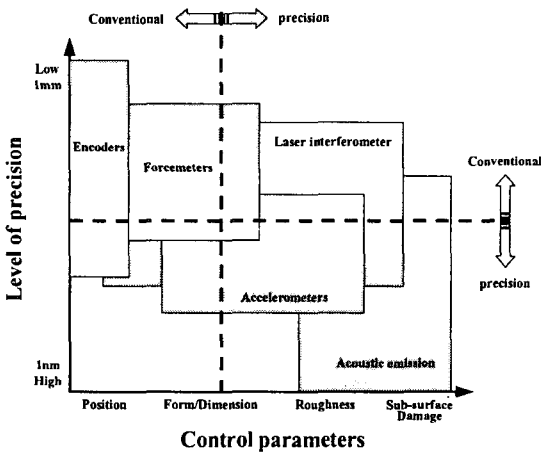 Conventional
precision
Low
1mm
Encoders
Forcemeters
Laser interferometer
Conventional
precision
Level of precision
Accelerometers
Acoustic emission
1nm
High
Position
Form/Dimension
Roughness
Sub-surface
Damage
Control parameters